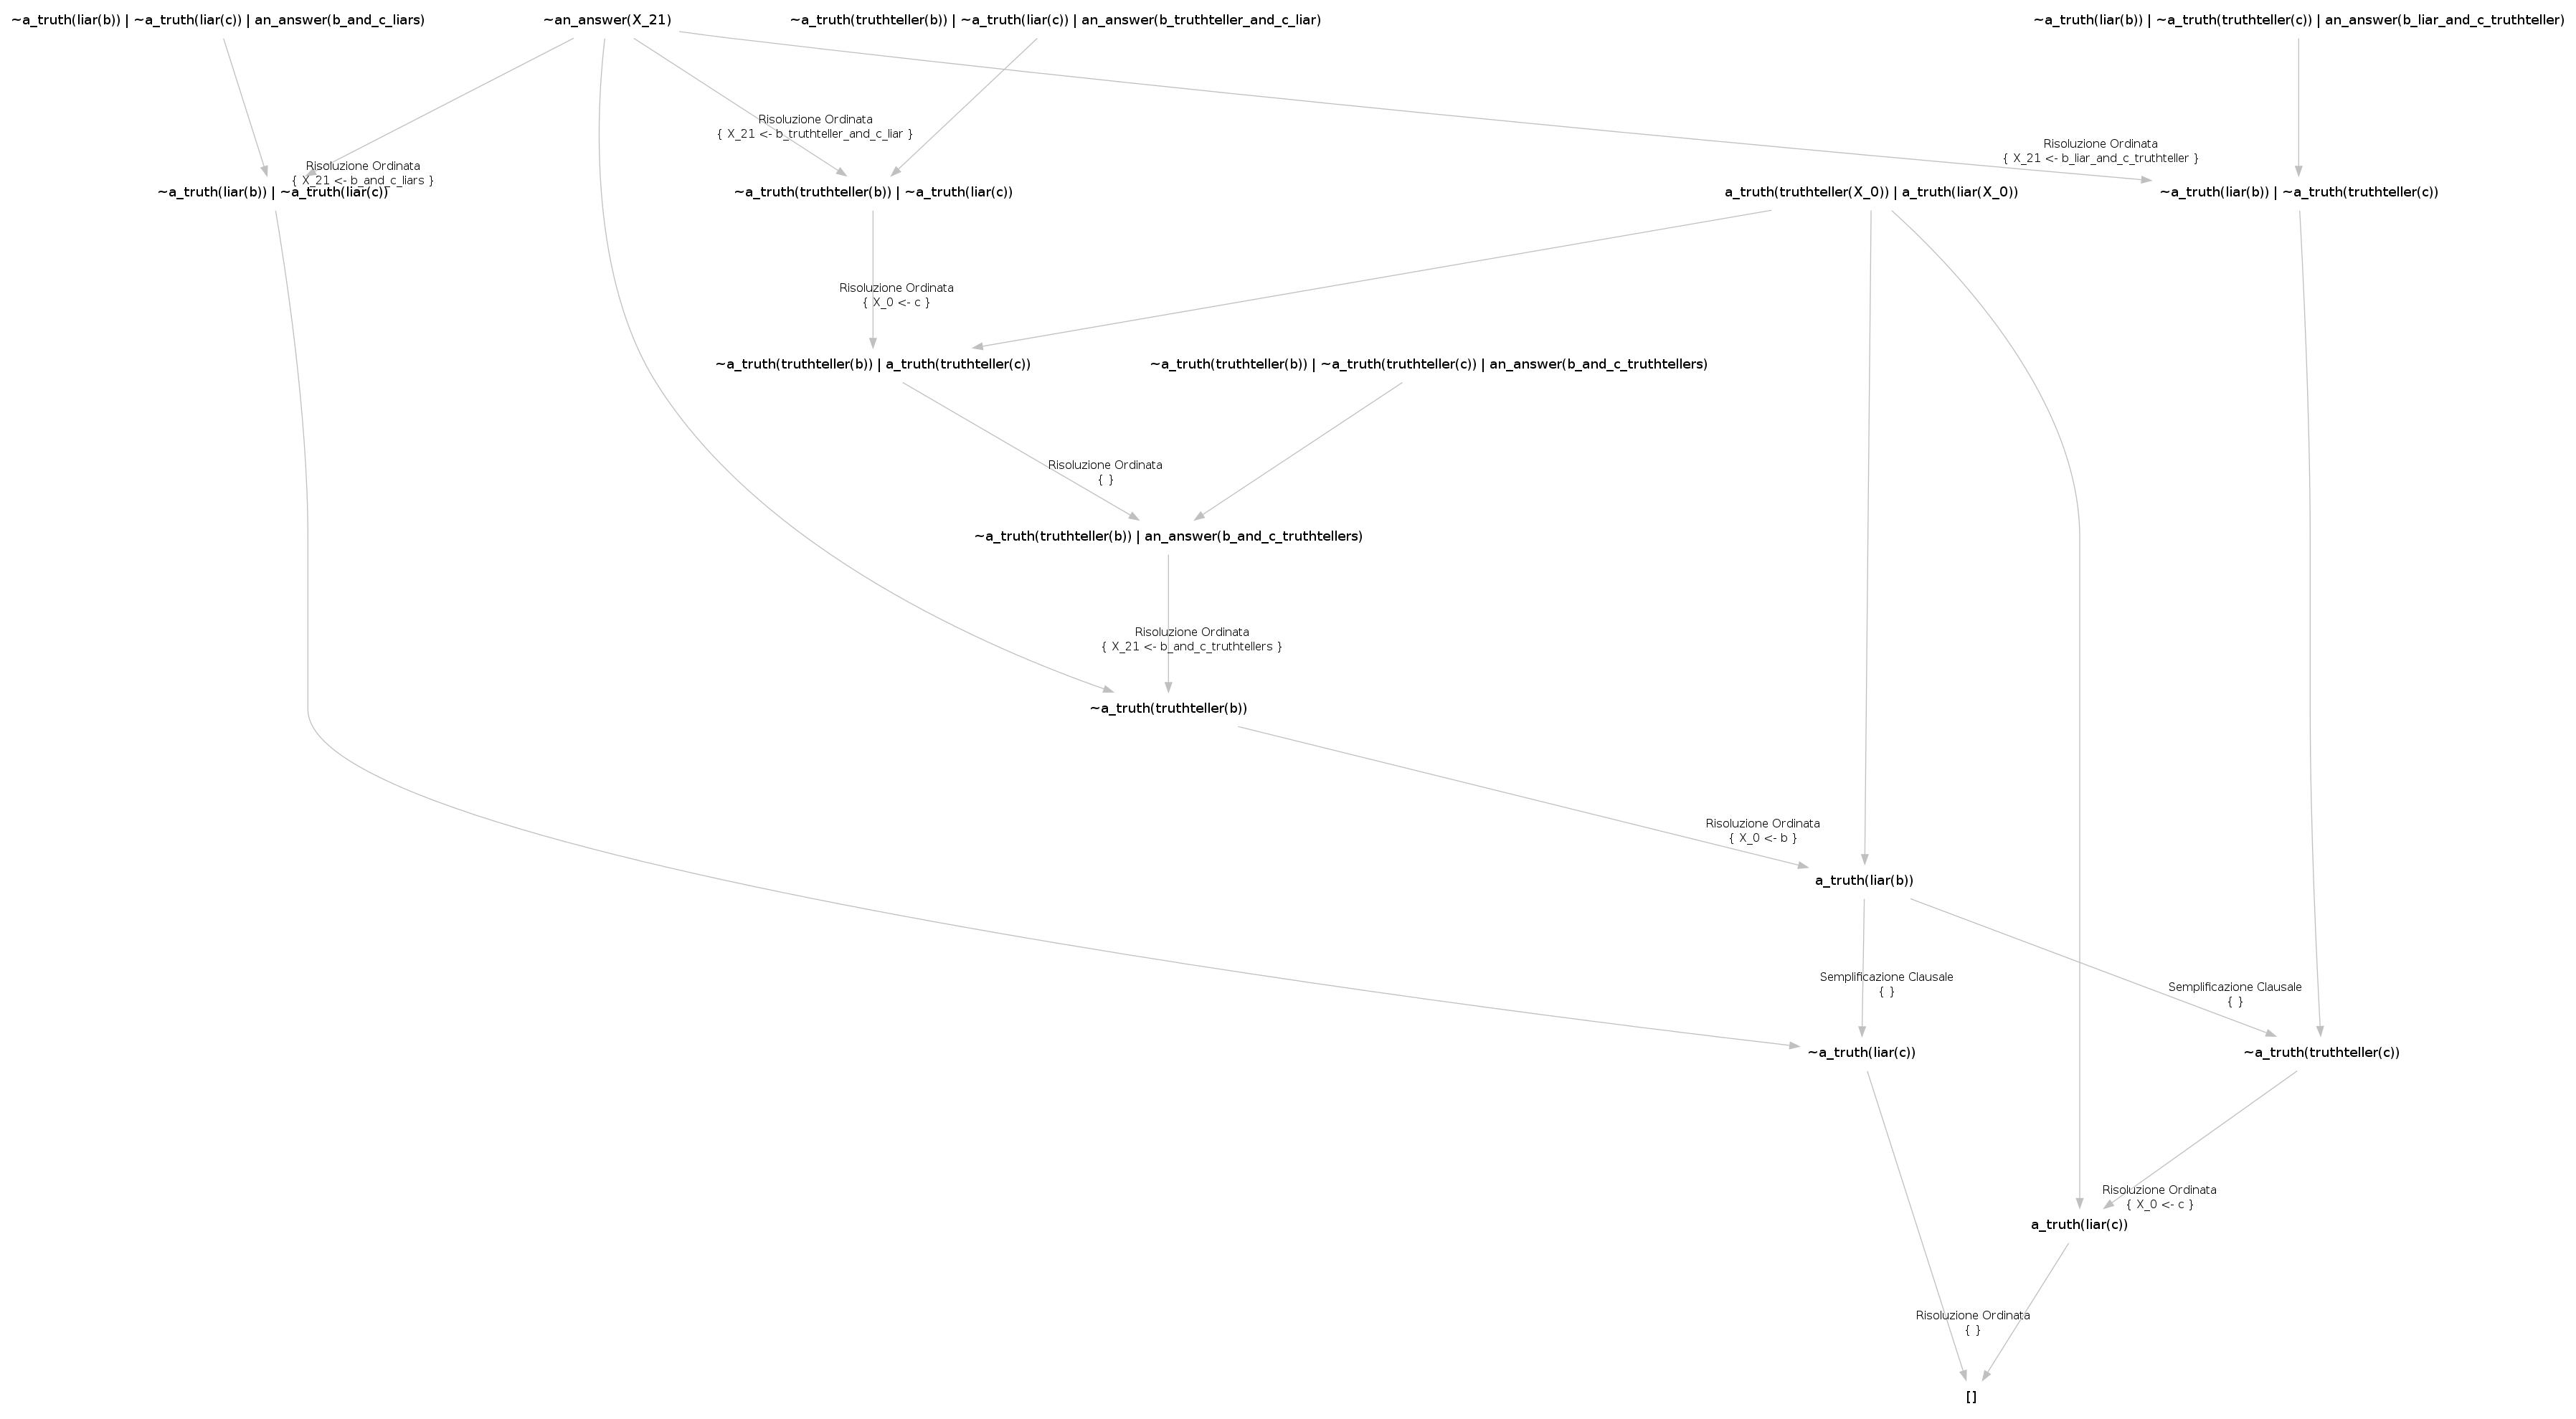 ~a_truth(liar(b)) | ~a_truth(liar(c)) | an_answer(b_and_c_liars)
~an_answer(X_21)
~a_truth(truthteller(b)) | ~a_truth(liar(c)) | an_answer(b_truthteller_and_c_liar)
~a_truth(liar(b)) | ~a_truth(truthteller(c)) | an_answer(b_liar_and_c_truthteller)
Risoluzione Ordinata
{ X_21 <- b_truthteller_and_c_liar }
Risoluzione Ordinata
{ X_21 <- b_liar_and_c_truthteller }
Risoluzione Ordinata
{ X_21 <- b_and_c_liars }
~a_truth(liar(b)) | ~a_truth(liar(c))
~a_truth(truthteller(b)) | ~a_truth(liar(c))
a_truth(truthteller(X_0)) | a_truth(liar(X_0))
~a_truth(liar(b)) | ~a_truth(truthteller(c))
Risoluzione Ordinata
{ X_0 <- c }
~a_truth(truthteller(b)) | a_truth(truthteller(c))
~a_truth(truthteller(b)) | ~a_truth(truthteller(c)) | an_answer(b_and_c_truthtellers)
Risoluzione Ordinata
{ }
~a_truth(truthteller(b)) | an_answer(b_and_c_truthtellers)
Risoluzione Ordinata
{ X_21 <- b_and_c_truthtellers }
~a_truth(truthteller(b))
Risoluzione Ordinata
{ X_0 <- b }
a_truth(liar(b))
Semplificazione Clausale
{ }
Semplificazione Clausale
{ }
~a_truth(liar(c))
~a_truth(truthteller(c))
Risoluzione Ordinata
{ X_0 <- c }
a_truth(liar(c))
Risoluzione Ordinata
{ }
[]